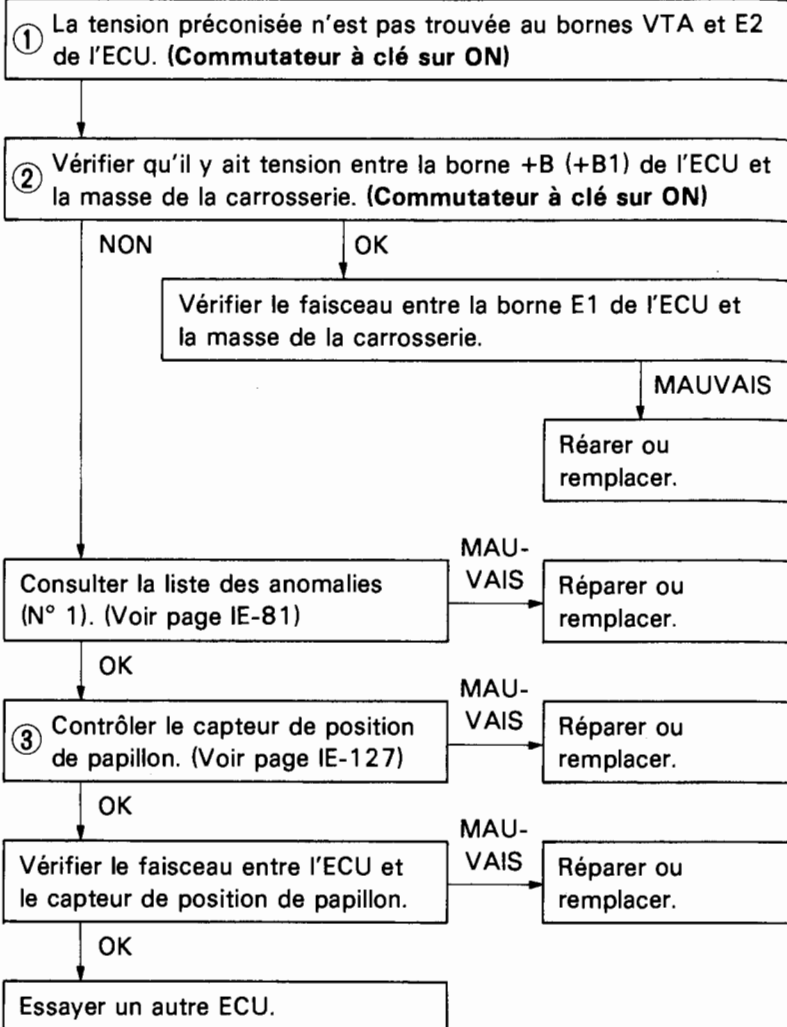 ① La tension préconisée n'est pas trouvée au bornes VTA et E2
de l'ECU. (Commutateur à clé sur ON)
② Vérifier qu'il y ait tension entre la borne +B (+B1) de l'ECU et
la masse de la carrosserie. (Commutateur à clé sur ON)
NON
OK
Vérifier le faisceau entre la borne E1 de l'ECU et
la masse de la carrosserie.
MAUVAIS
Réarer ou
remplacer.
Consulter la liste des anomalies
(N° 1). (Voir page IE-81)
MAU-
VAIS
Réparer ou
remplacer.
OK
③ Contrôler le capteur de position
de papillon. (Voir page IE-127)
MAU-
VAIS
Réparer ou
remplacer.
OK
Vérifier le faisceau entre l'ECU et
le capteur de position de papillon.
MAU-
VAIS
Réparer ou
remplacer.
OK
Essayer un autre ECU.